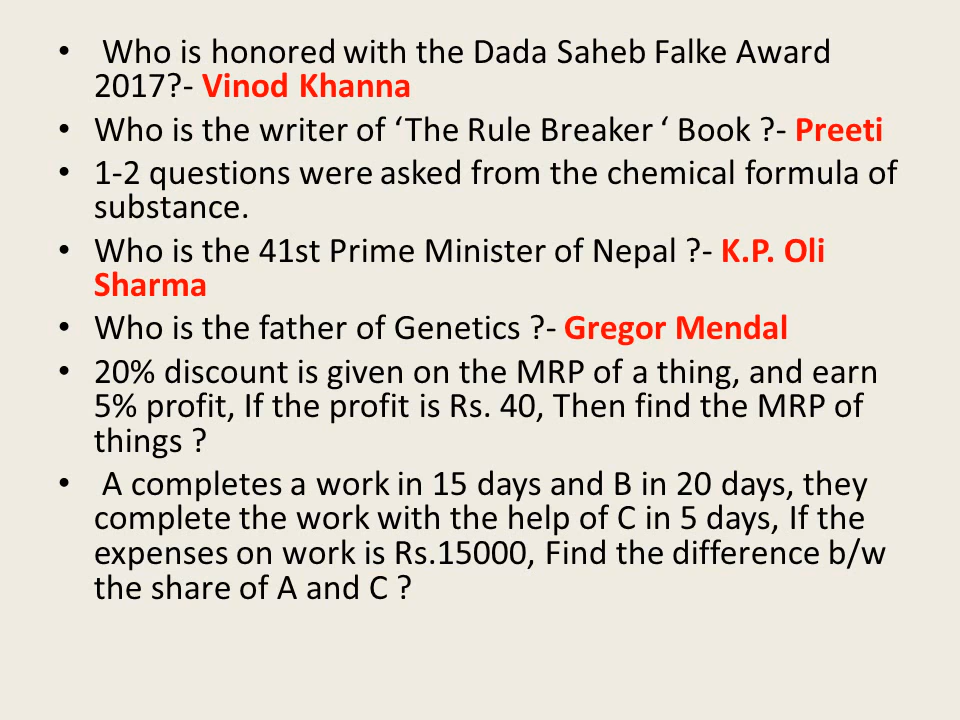 • Who is honored with the Dada Saheb Falke Award
2017?- Vinod Khanna
• Who is the writer of ‘The Rule Breaker ‘ Book ?- Preeti
• 1-2 questions were asked from the chemical formula of
substance.
• Who is the 41st Prime Minister of Nepal ?- K.P. Oli
Sharma
• Who is the father of Genetics ?- Gregor Mendal
• 20% discount is given on the MRP of a thing, and earn
5% profit, If the profit is Rs. 40, Then find the MRP of
things ?
• A completes a work in 15 days and B in 20 days, they
complete the work with the help of C in 5 days, If the
expenses on work is Rs.15000, Find the difference b/w
the share of A and C ?